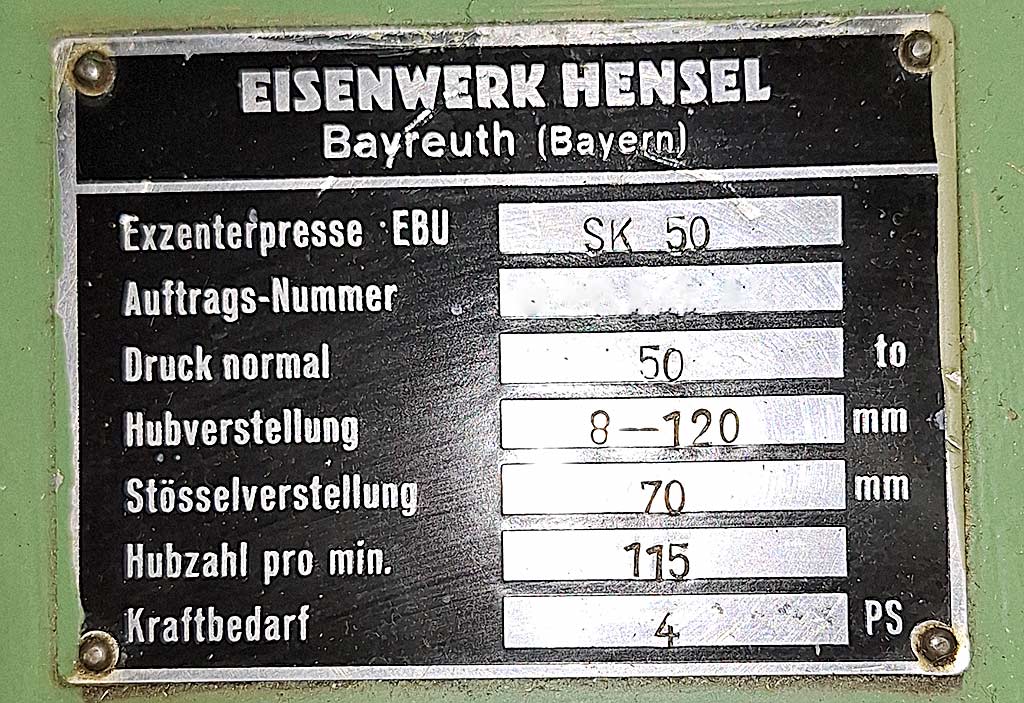 EISENWERK HENSEL
Bayreuth (Bayern)
Exzenterpresse EBU SK 50
Auftrags-Nummer
Druck normal 50 to
Hubverstellung 8—120 mm
Stösselverstellung 70 mm
Hubzahl pro min. 115
Kraftbedarf 4 PS